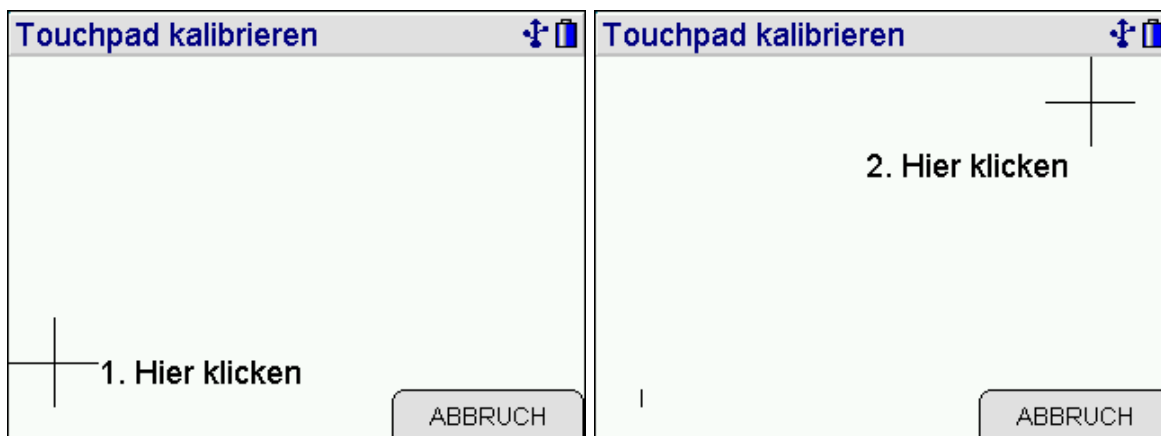 Touchpad kalibrieren
1. Hier klicken
ABBRUCH
Touchpad kalibrieren
2. Hier klicken
ABBRUCH